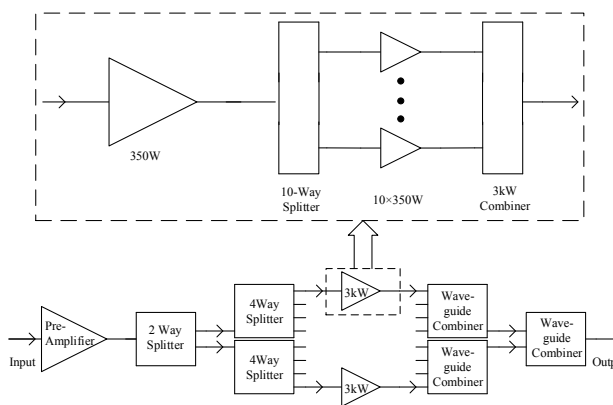 350W
10-Way
Splitter
10×350W
3kW
Combiner
Pre-
Amplifier
Input
2 Way
Splitter
4Way
Splitter
3kW
Wave-
guide
Combiner
4Way
Splitter
3kW
Wave-
guide
Combiner
Wave-
guide
Combiner